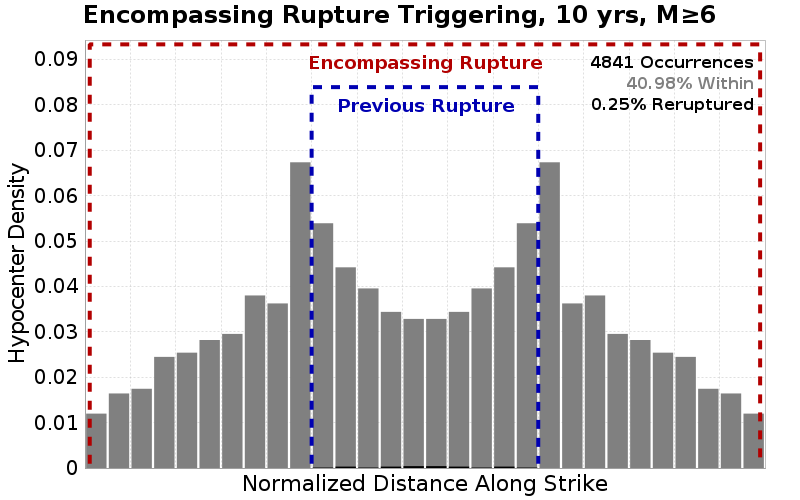 Encompassing Rupture Triggering, 10 yrs, M≥6
Encompassing Rupture
Previous Rupture
4841 Occurrences
40.98% Within
0.25% Reruptured
Hypocenter Density
0.09
0.08
0.07
0.06
0.05
0.04
0.03
0.02
0.01
0
Normalized Distance Along Strike